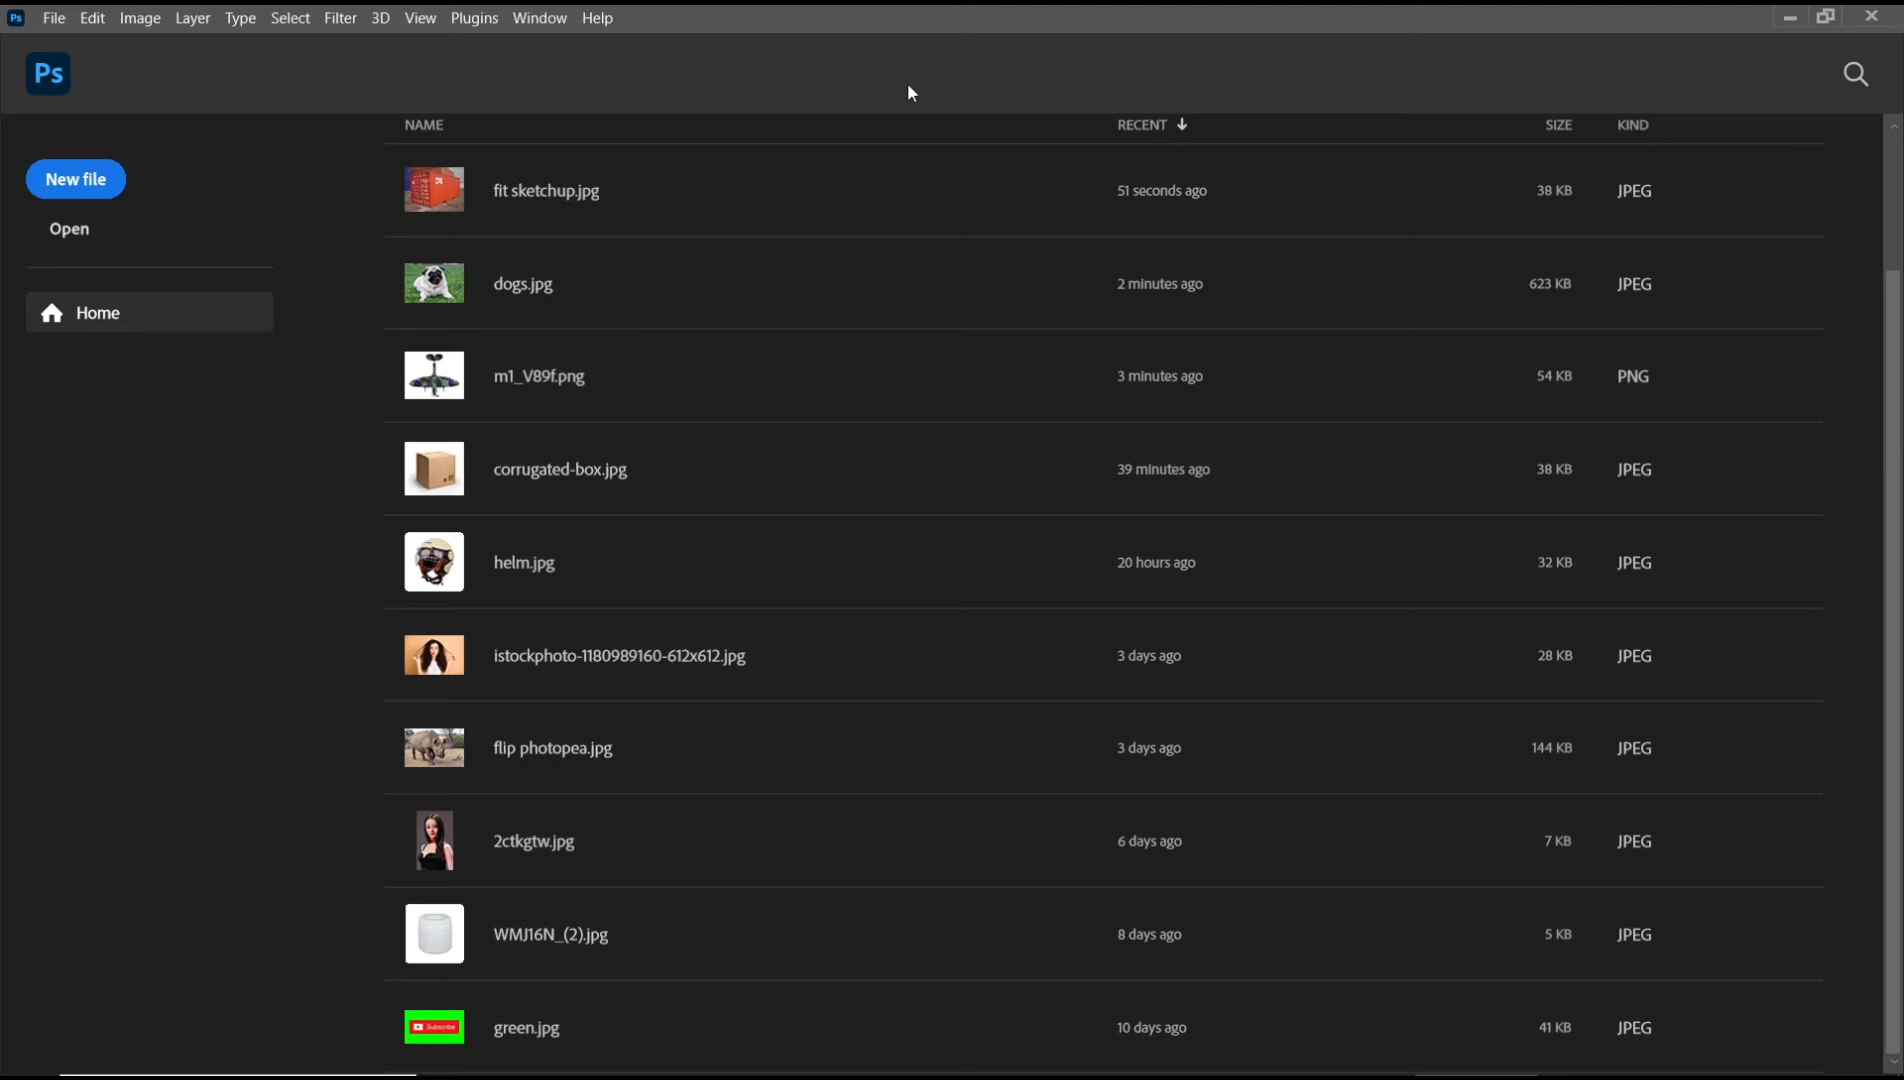 Ps File Edit Image Layer Type Select Filter 3D View Plugins Window Help
Ps
NAME RECENT SIZE KIND
New file
fit sketchup.jpg 51 seconds ago 38 KB JPEG
Open
dogs.jpg 2 minutes ago 623 KB JPEG
Home
m1_V89f.png 3 minutes ago 54 KB PNG
corrugated-box.jpg 39 minutes ago 38 KB JPEG
helm.jpg 20 hours ago 32 KB JPEG
istockphoto-1180989160-612x612.jpg 3 days ago 28 KB JPEG
flip photopea.jpg 3 days ago 144 KB JPEG
2ctkgtw.jpg 6 days ago 7 KB JPEG
WMJ16N_(2).jpg 8 days ago 5 KB JPEG
Subscribe green.jpg 10 days ago 41 KB JPEG